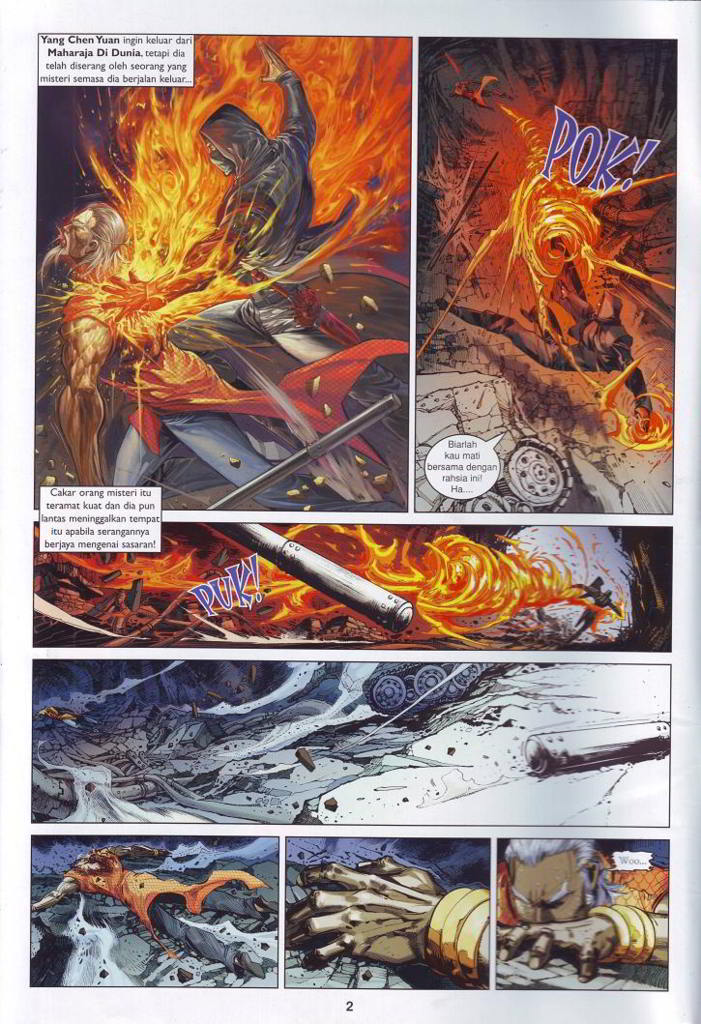 Yang Chen Yuan ingin keluar dari
Maharaja Di Dunia, tetapi dia
telah diserang oleh seorang yang
misteri semasa dia berjalan keluar...
POK!
Biarlah
kau mati
bersama dengan
rahsia ini!
Ha....
Cakar orang misteri itu
teramat kuat dan dia pun
lantas meninggalkan tempat
itu apabila serangannya
berjaya mengenai sasaran!
PUK!
Woo...
2